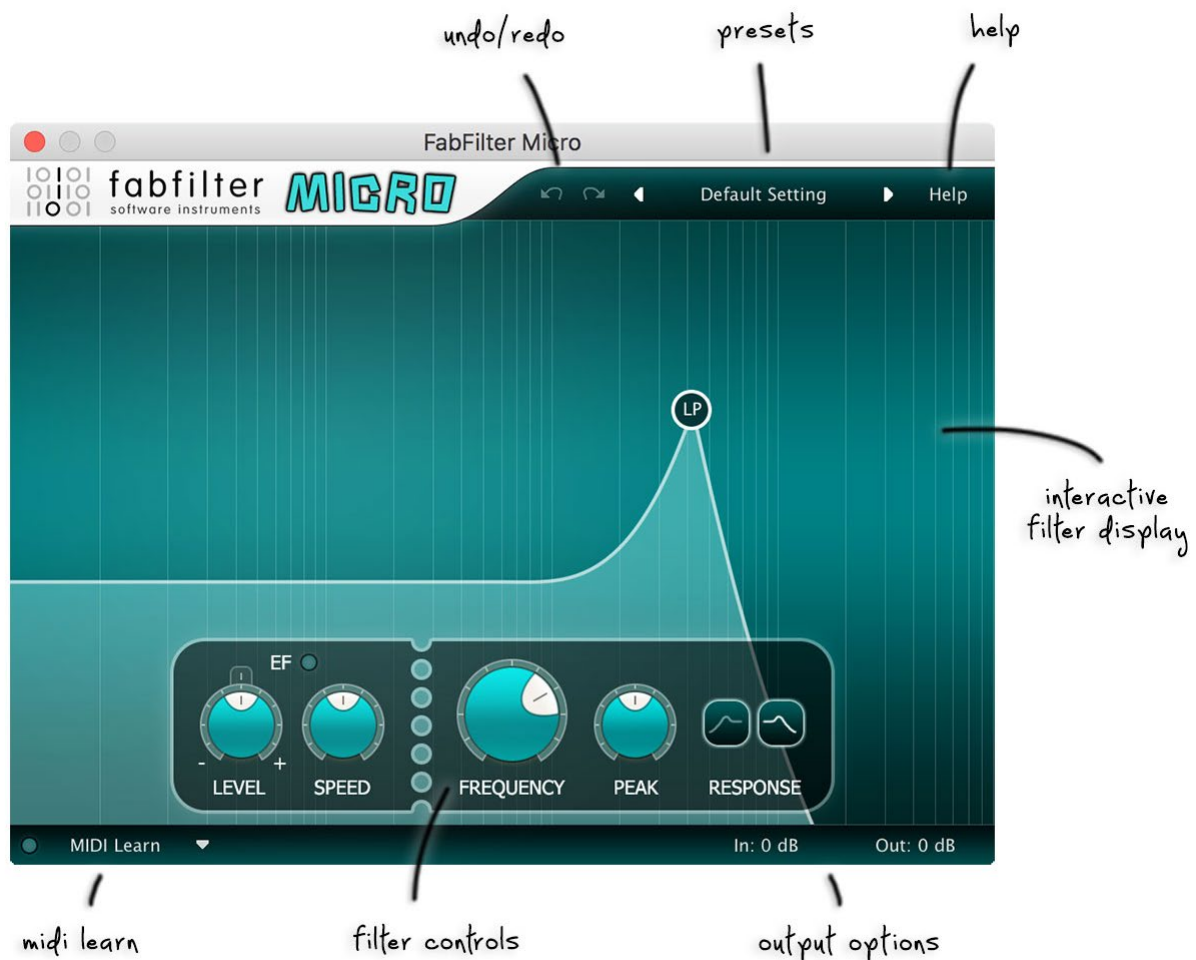 undo/redo
presets
help
FabFilter Micro
fabfilter
software instruments
MICRO
Default Setting
Help
LP
interactive
filter display
EF
- +
LEVEL
SPEED
FREQUENCY
PEAK
RESPONSE
MIDI Learn
In: 0 dB
Out: 0 dB
midi learn
filter controls
output options